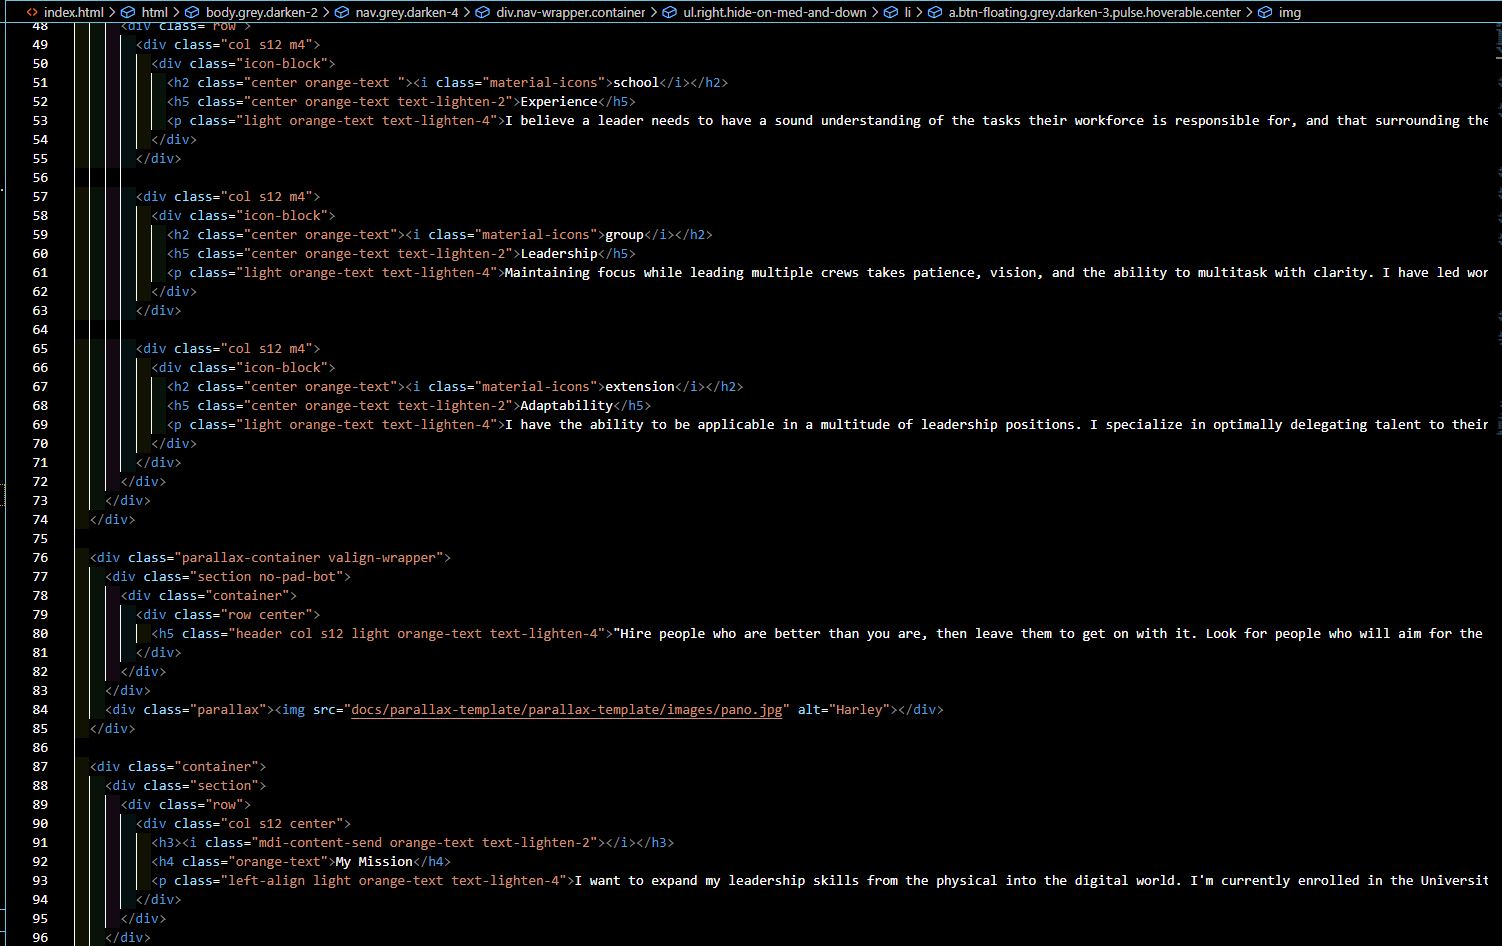 index.html > html > body.grey.darken-2 > nav.grey.darken-4 > div.nav-wrapper.container > ul.right.hide-on-med-and-down > li > a.btn-floating.grey.darken-3.pulse.hoverable.center > img
48 <div class="row">
49 <div class="col s12 m4">
50 <div class="icon-block">
51 <h2 class="center orange-text "><i class="material-icons">school</i></h2>
52 <h5 class="center orange-text text-lighten-2">Experience</h5>
53 <p class="light orange-text text-lighten-4">I believe a leader needs to have a sound understanding of the tasks their workforce is responsible for, and that surrounding the
54 </div>
55 </div>
56
57 <div class="col s12 m4">
58 <div class="icon-block">
59 <h2 class="center orange-text"><i class="material-icons">group</i></h2>
60 <h5 class="center orange-text text-lighten-2">Leadership</h5>
61 <p class="light orange-text text-lighten-4">Maintaining focus while leading multiple crews takes patience, vision, and the ability to multitask with clarity. I have led wor
62 </div>
63 </div>
64
65 <div class="col s12 m4">
66 <div class="icon-block">
67 <h2 class="center orange-text"><i class="material-icons">extension</i></h2>
68 <h5 class="center orange-text text-lighten-2">Adaptability</h5>
69 <p class="light orange-text text-lighten-4">I have the ability to be applicable in a multitude of leadership positions. I specialize in optimally delegating talent to their
70 </div>
71 </div>
72 </div>
73 </div>
74 </div>
75
76 <div class="parallax-container valign-wrapper">
77 <div class="section no-pad-bot">
78 <div class="container">
79 <div class="row center">
80 <h5 class="header col s12 light orange-text text-lighten-4">"Hire people who are better than you are, then leave them to get on with it. Look for people who will aim for the
81 </div>
82 </div>
83 </div>
84 <div class="parallax"><img src="docs/parallax-template/parallax-template/images/pano.jpg" alt="Harley"></div>
85 </div>
86
87 <div class="container">
88 <div class="section">
89 <div class="row">
90 <div class="col s12 center">
91 <h3><i class="mdi-content-send orange-text text-lighten-2"></i></h3>
92 <h4 class="orange-text">My Mission</h4>
93 <p class="left-align light orange-text text-lighten-4">I want to expand my leadership skills from the physical into the digital world. I'm currently enrolled in the Universit
94 </div>
95 </div>
96 </div>